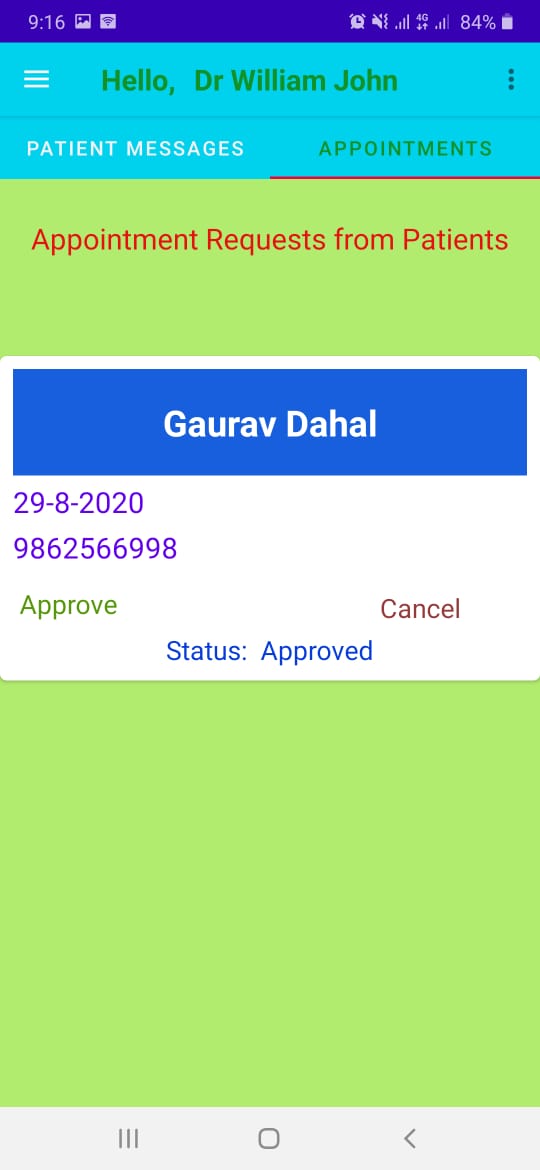 9:16 4G 84%
Hello, Dr William John
PATIENT MESSAGES APPOINTMENTS
Appointment Requests from Patients
Gaurav Dahal
29-8-2020
9862566998
Approve Cancel
Status: Approved